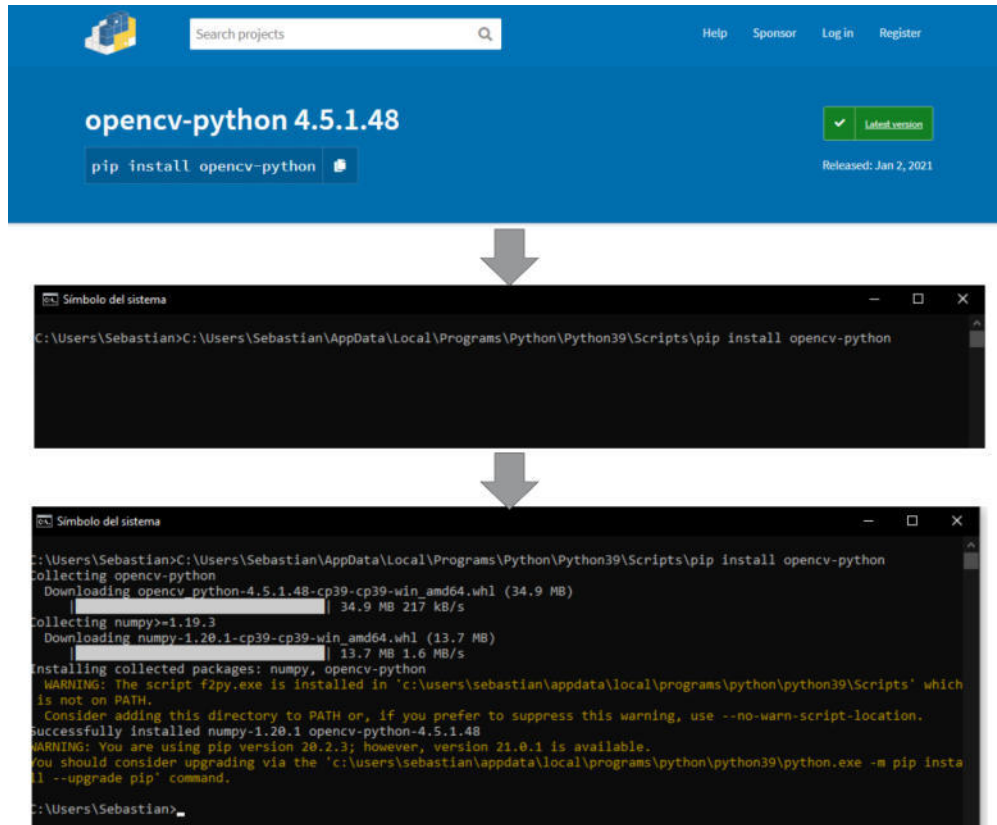 Search projects
Help Sponsor Log in Register
opencv-python 4.5.1.48
Latest version
pip install opencv-python
Released: Jan 2, 2021
Símbolo del sistema
C:\Users\Sebastian>C:\Users\Sebastian\AppData\Local\Programs\Python\Python39\Scripts\pip install opencv-python
Símbolo del sistema
C:\Users\Sebastian>C:\Users\Sebastian\AppData\Local\Programs\Python\Python39\Scripts\pip install opencv-python
Collecting opencv-python
Downloading opencv_python-4.5.1.48-cp39-cp39-win_amd64.whl (34.9 MB)
| | 34.9 MB 217 kB/s
Collecting numpy>=1.19.3
Downloading numpy-1.20.1-cp39-cp39-win_amd64.whl (13.7 MB)
| | 13.7 MB 1.6 MB/s
Installing collected packages: numpy, opencv-python
WARNING: The script f2py.exe is installed in 'c:\users\sebastian\appdata\local\programs\python\python39\Scripts' which
is not on PATH.
Consider adding this directory to PATH or, if you prefer to suppress this warning, use --no-warn-script-location.
Successfully installed numpy-1.20.1 opencv-python-4.5.1.48
WARNING: You are using pip version 20.2.3; however, version 21.0.1 is available.
You should consider upgrading via the 'c:\users\sebastian\appdata\local\programs\python\python39\python.exe -m pip insta
ll --upgrade pip' command.
C:\Users\Sebastian>